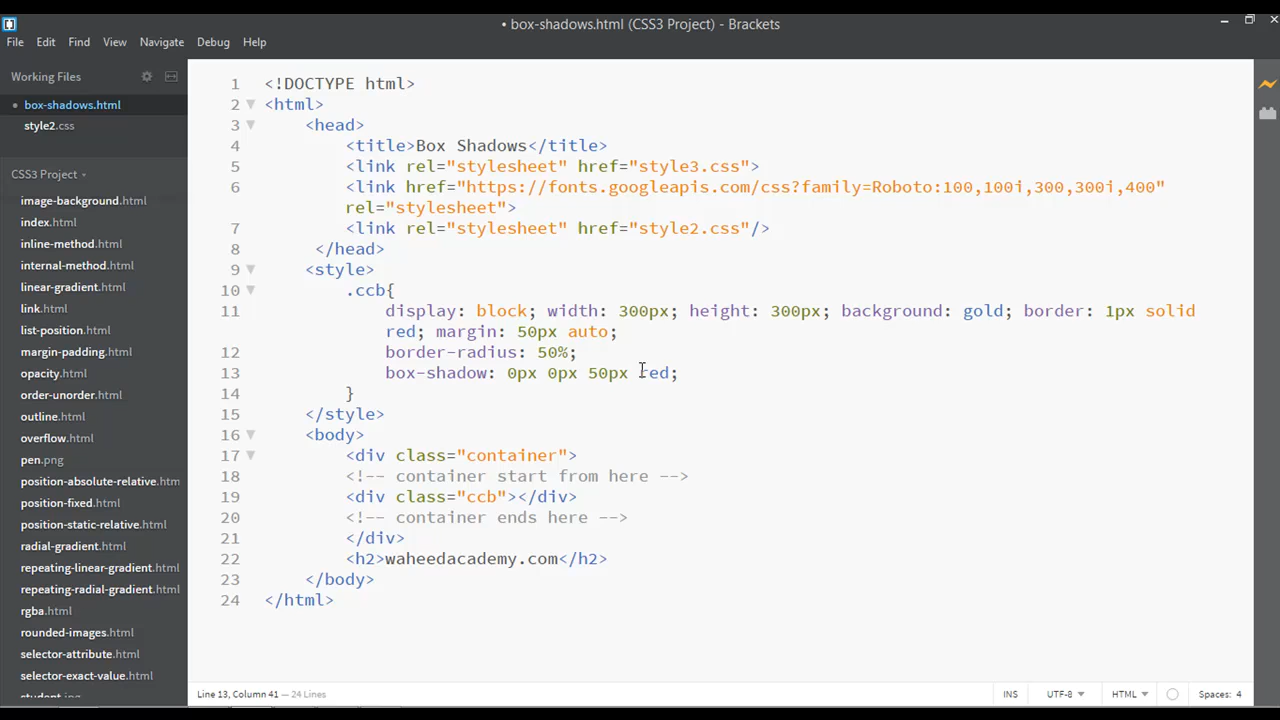 • box-shadows.html (CSS3 Project) - Brackets
File Edit Find View Navigate Debug Help
Working Files
• box-shadows.html
style2.css
CSS3 Project
image-background.html
index.html
inline-method.html
internal-method.html
linear-gradient.html
link.html
list-position.html
margin-padding.html
opacity.html
order-unorder.html
outline.html
overflow.html
pen.png
position-absolute-relative.htm
position-fixed.html
position-static-relative.html
radial-gradient.html
repeating-linear-gradient.html
repeating-radial-gradient.html
rgba.html
rounded-images.html
selector-attribute.html
selector-exact-value.html
1 <!DOCTYPE html>
2 <html>
3 <head>
4 <title>Box Shadows</title>
5 <link rel="stylesheet" href="style3.css">
6 <link href="https://fonts.googleapis.com/css?family=Roboto:100,100i,300,300i,400"
rel="stylesheet">
7 <link rel="stylesheet" href="style2.css"/>
8 </head>
9 <style>
10 .ccb{
11 display: block; width: 300px; height: 300px; background: gold; border: 1px solid
red; margin: 50px auto;
12 border-radius: 50%;
13 box-shadow: 0px 0px 50px red;
14 }
15 </style>
16 <body>
17 <div class="container">
18 <!-- container start from here -->
19 <div class="ccb"></div>
20 <!-- container ends here -->
21 </div>
22 <h2>waheedacademy.com</h2>
23 </body>
24 </html>
Line 13, Column 41 — 24 Lines
INS UTF-8 HTML Spaces: 4